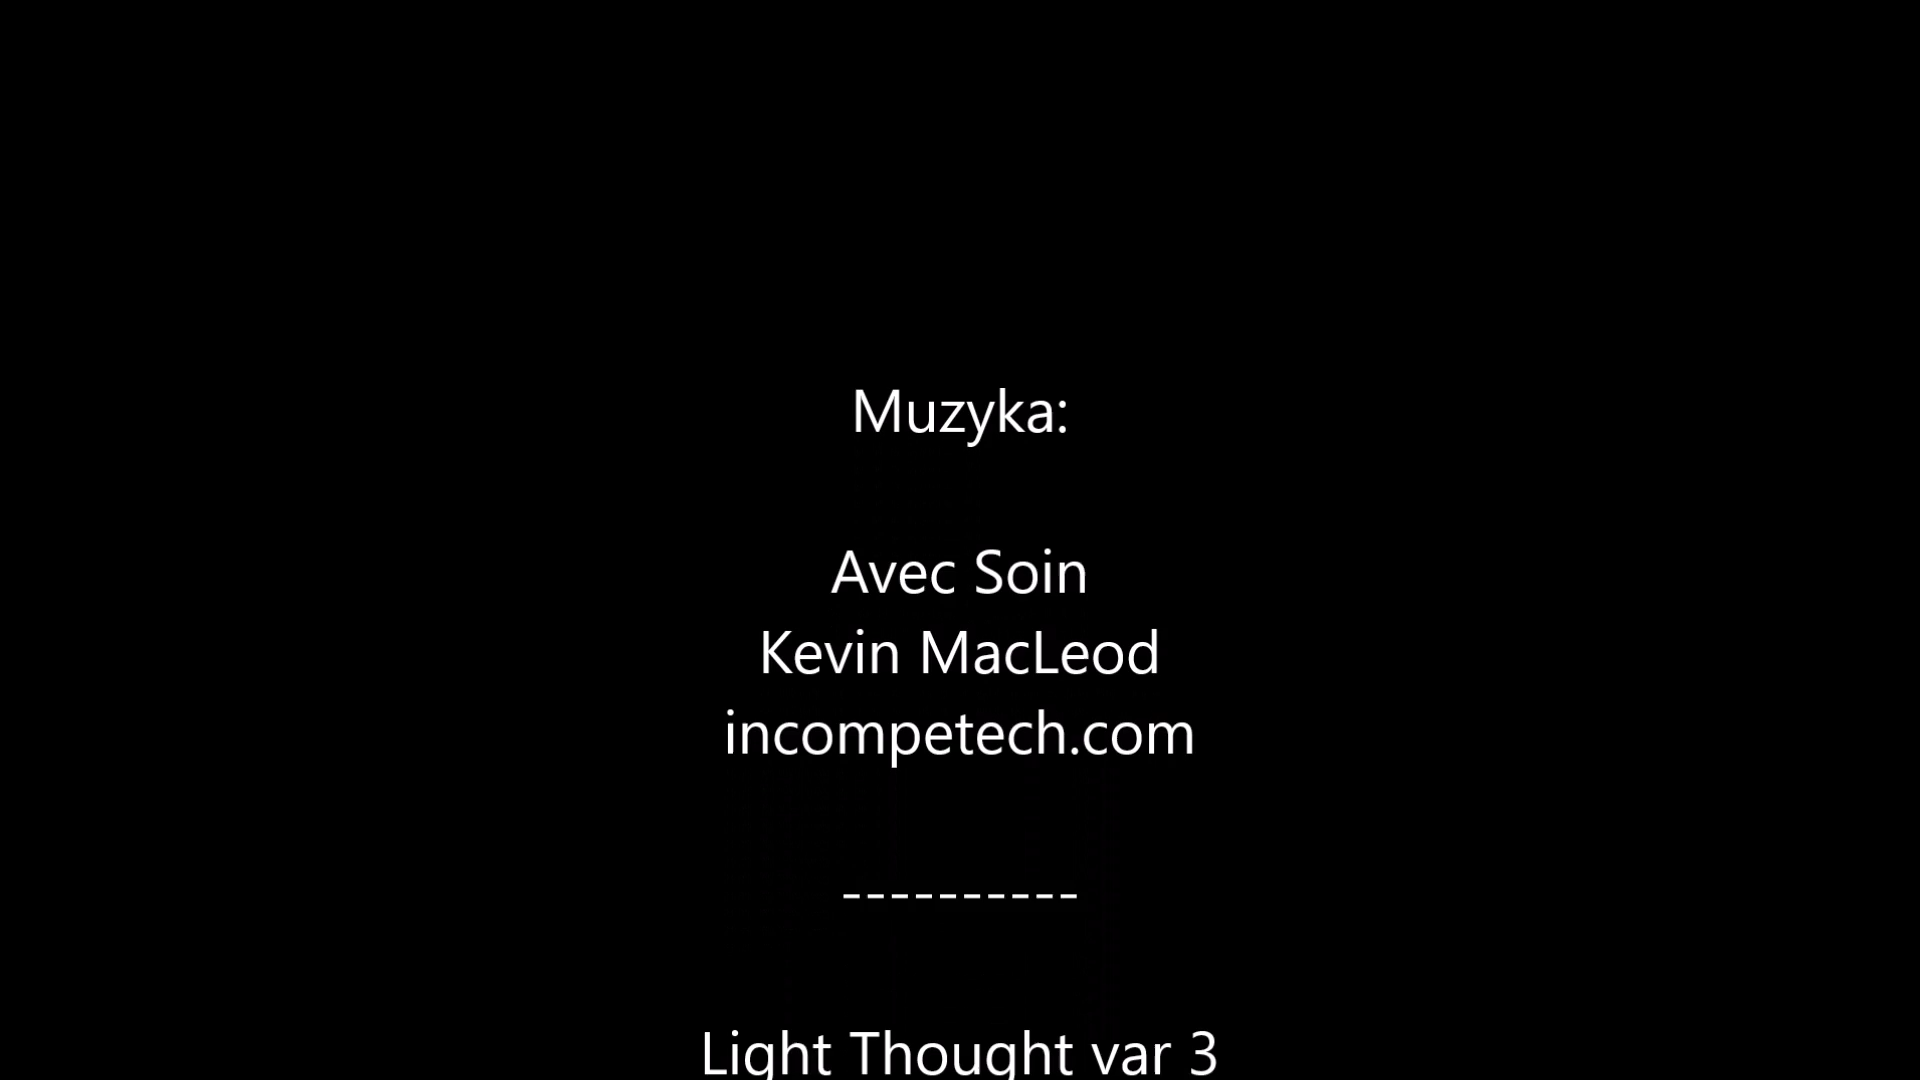 Muzyka:
Avec Soin
Kevin MacLeod
incompetech.com
----------
Light Thought var 3